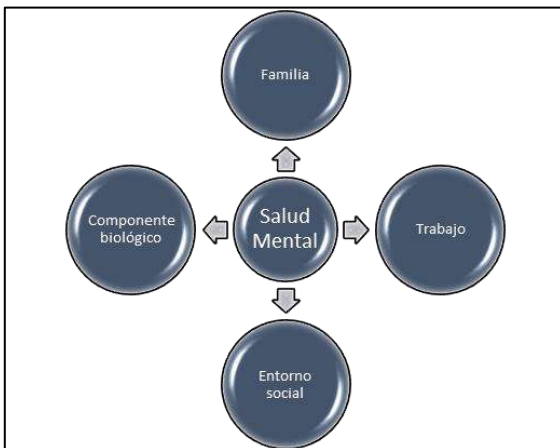 Familia
Componente
biológico
Salud
Mental
Trabajo
Entorno
social